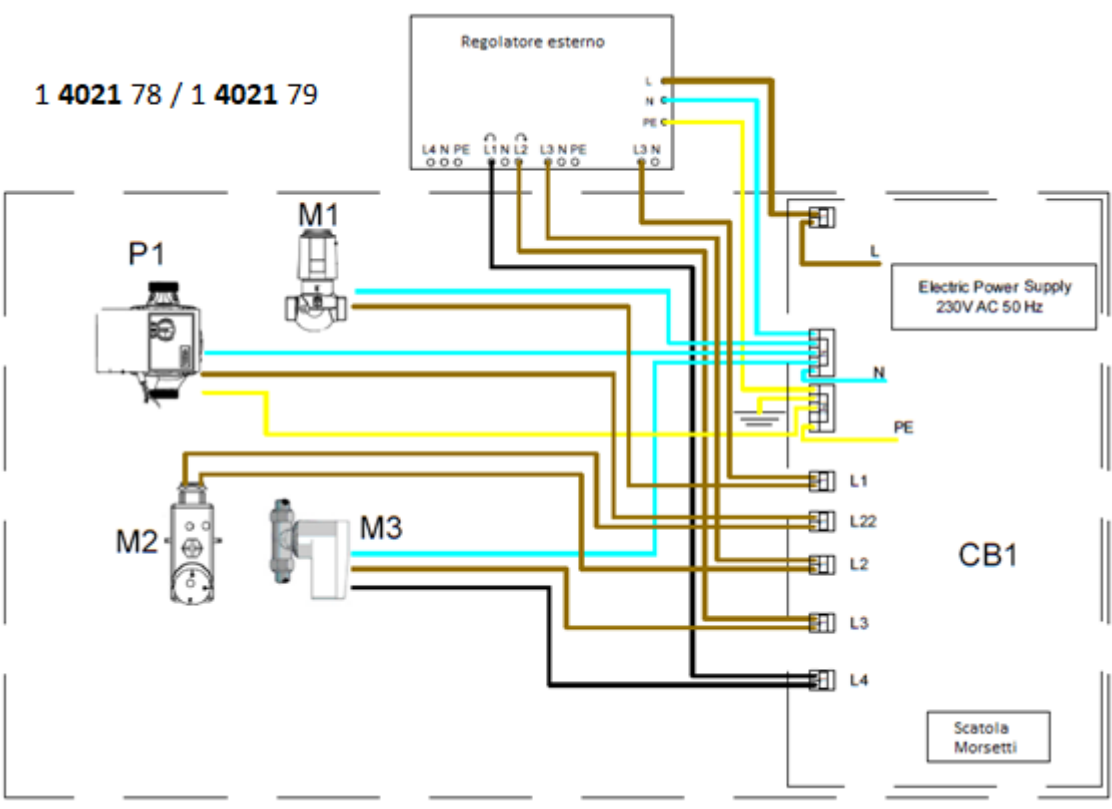 Regolatore esterno
1 4021 78 / 1 4021 79
L
N
PE
L4 N PE L1 N L2 L3 N PE L3 N
M1
P1
L
Electric Power Supply
230V AC 50 Hz
N
PE
L1
L22
M2
M3
L2
CB1
L3
L4
Scatola
Morsetti